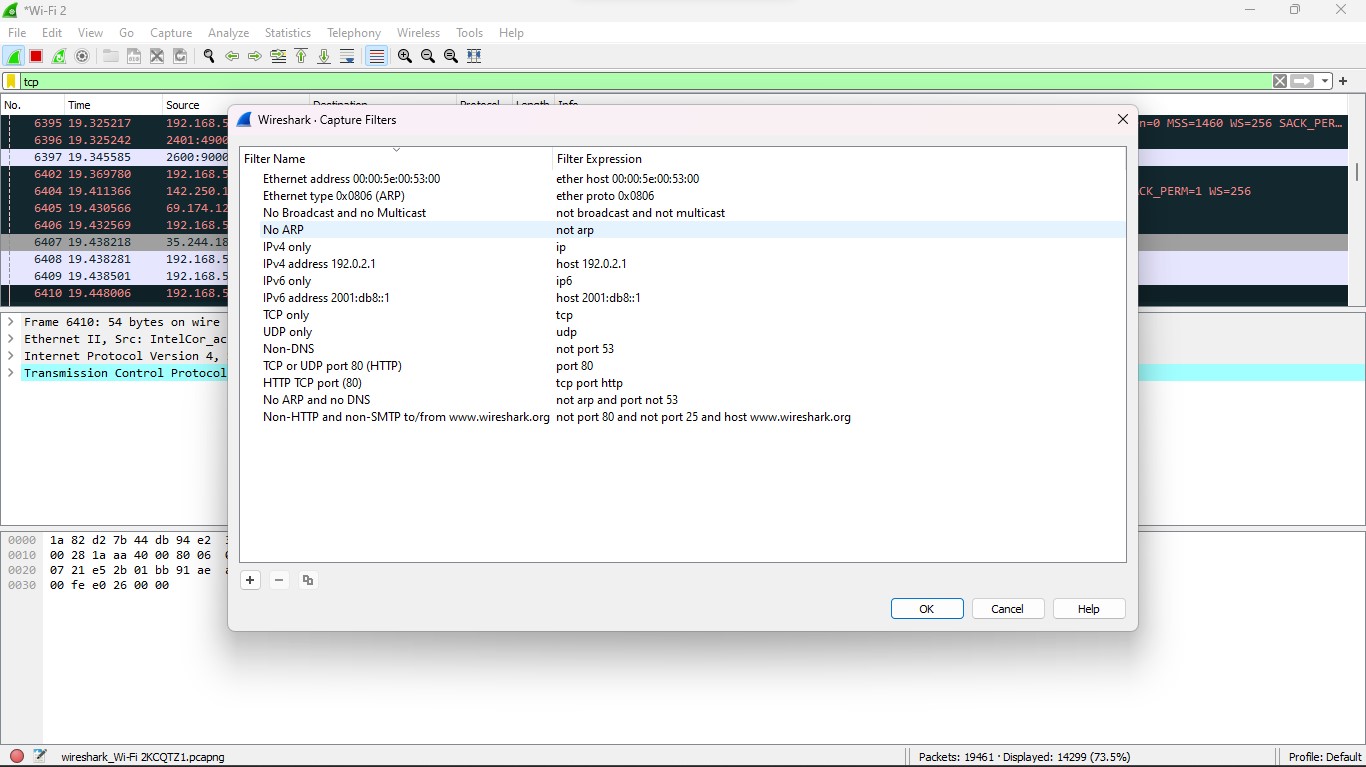 *Wi-Fi 2
File Edit View Go Capture Analyze Statistics Telephony Wireless Tools Help
tcp
No. Time Source Destination Protocol Length Info
6395 19.325217 192.168.5 n=0 MSS=1460 WS=256 SACK_PER…
6396 19.325242 2401:4900
6397 19.345585 2600:9000
6402 19.369780 192.168.5
6404 19.411366 142.250.1 CK_PERM=1 WS=256
6405 19.430566 69.174.12
6406 19.432569 192.168.5
6407 19.438218 35.244.18
6408 19.438281 192.168.5
6409 19.438501 192.168.5
6410 19.448006 192.168.5
Frame 6410: 54 bytes on wire
Ethernet II, Src: IntelCor_ac
Internet Protocol Version 4,
Transmission Control Protocol
0000 1a 82 d2 7b 44 db 94 e2
0010 00 28 1a aa 40 00 80 06
0020 07 21 e5 2b 01 bb 91 ae
0030 00 fe e0 26 00 00
Wireshark · Capture Filters
Filter Name Filter Expression
Ethernet address 00:00:5e:00:53:00 ether host 00:00:5e:00:53:00
Ethernet type 0x0806 (ARP) ether proto 0x0806
No Broadcast and no Multicast not broadcast and not multicast
No ARP not arp
IPv4 only ip
IPv4 address 192.0.2.1 host 192.0.2.1
IPv6 only ip6
IPv6 address 2001:db8::1 host 2001:db8::1
TCP only tcp
UDP only udp
Non-DNS not port 53
TCP or UDP port 80 (HTTP) port 80
HTTP TCP port (80) tcp port http
No ARP and no DNS not arp and port not 53
Non-HTTP and non-SMTP to/from www.wireshark.org not port 80 and not port 25 and host www.wireshark.org
OK Cancel Help
wireshark_Wi-Fi 2KCQTZ1.pcapng Packets: 19461 · Displayed: 14299 (73.5%) Profile: Default